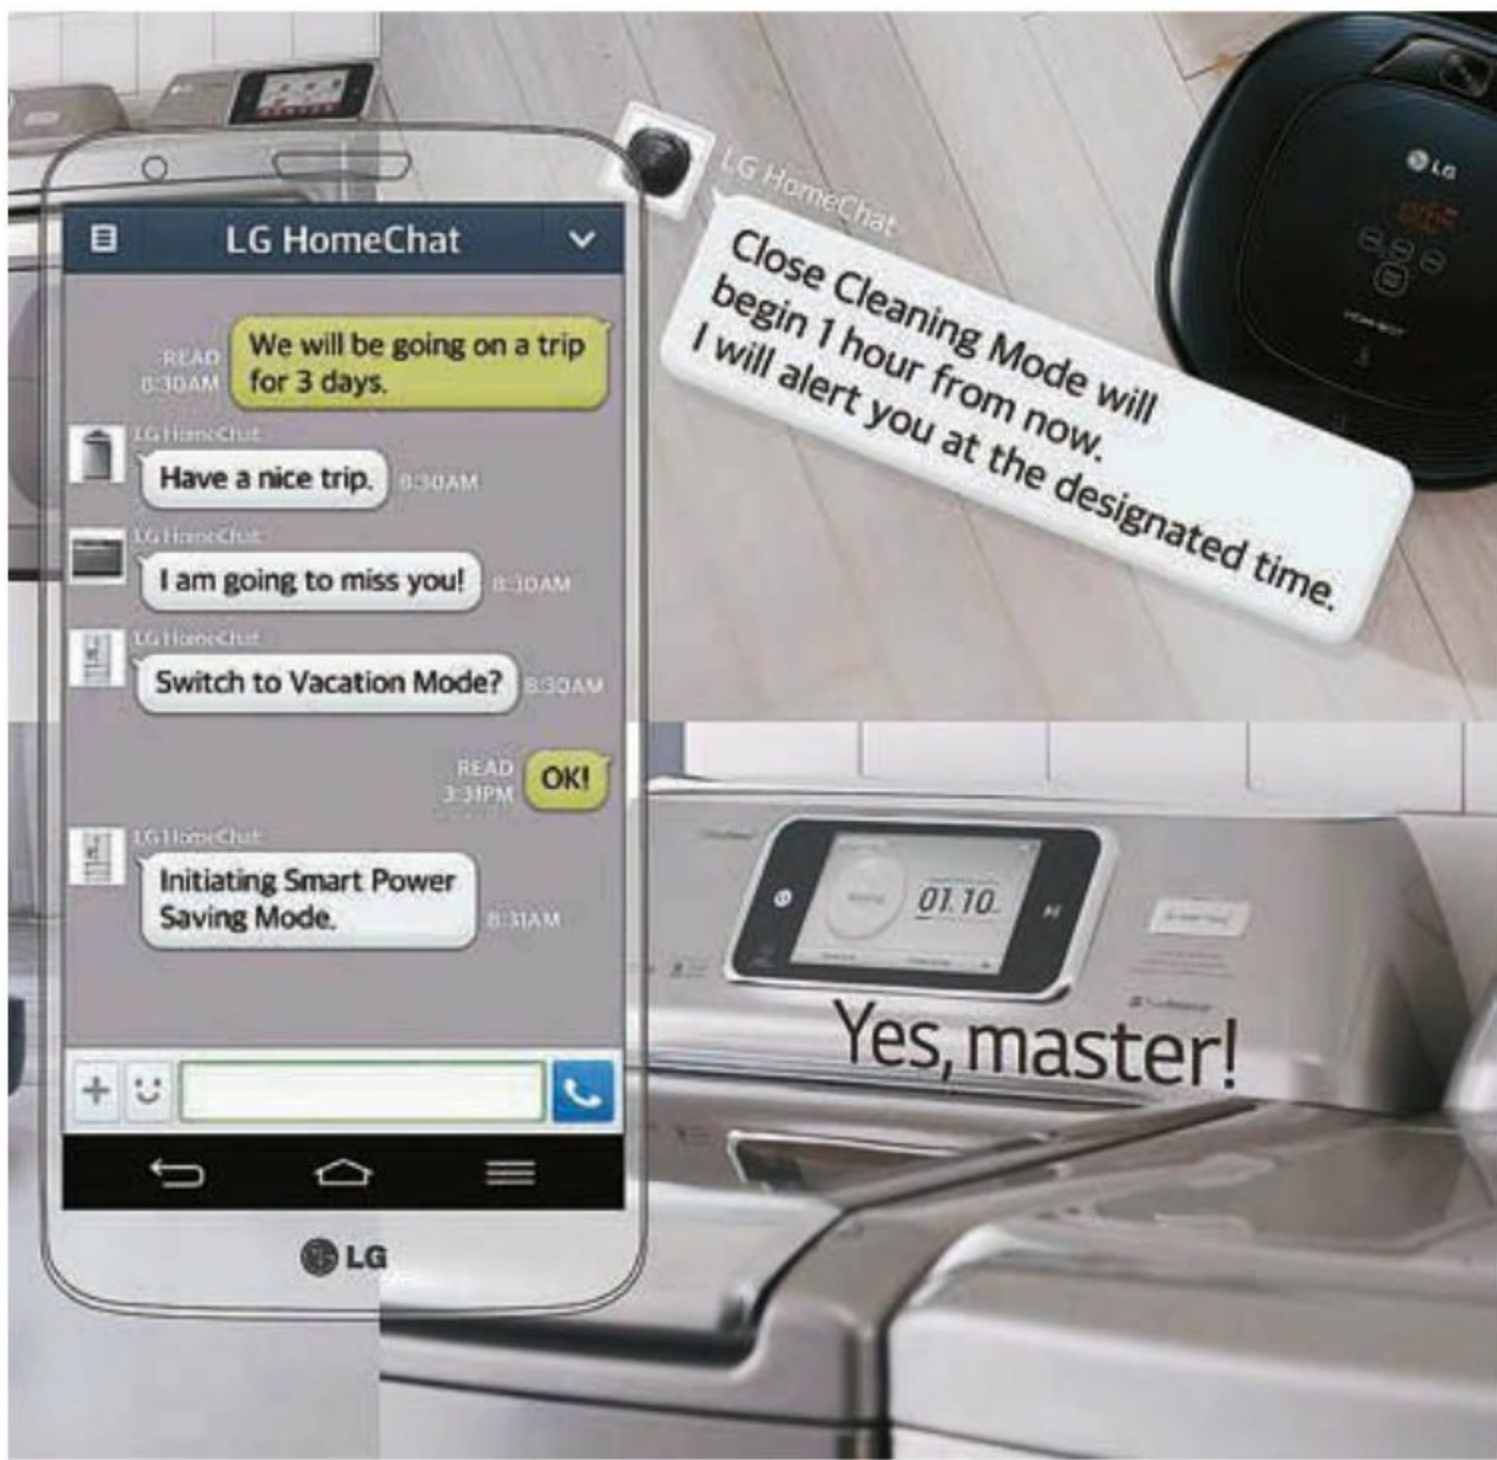 LG HomeChat
We will be going on a trip
for 3 days.
READ
8:30AM
LG HomeChat
Have a nice trip.
8:30AM
LG HomeChat
I am going to miss you!
8:30AM
LG HomeChat
Switch to Vacation Mode?
8:30AM
READ
3:31PM
OK!
LG HomeChat
Initiating Smart Power
Saving Mode.
8:31AM
LG
LG HomeChat
Close Cleaning Mode will
begin 1 hour from now.
I will alert you at the designated time.
LG
01.10
Yes, master!